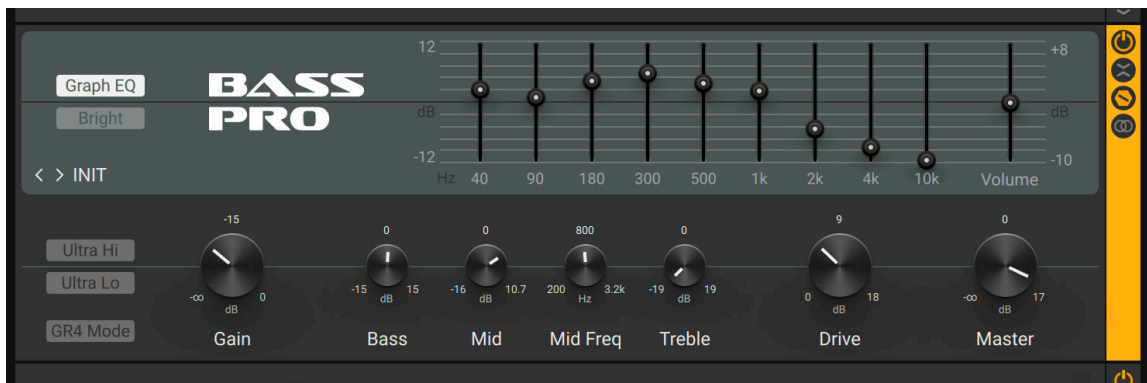 12
+8
Graph EQ
BASS
PRO
Bright
dB
dB
-12
-10
< > INIT
Hz 40 90 180 300 500 1k 2k 4k 10k Volume
-15 0 0 800 0 9 0
Ultra Hi
Ultra Lo
-∞ 0 -15 15 -16 10.7 200 3.2k -19 19 0 18 -∞ 17
dB dB dB Hz dB dB dB
GR4 Mode
Gain Bass Mid Mid Freq Treble Drive Master